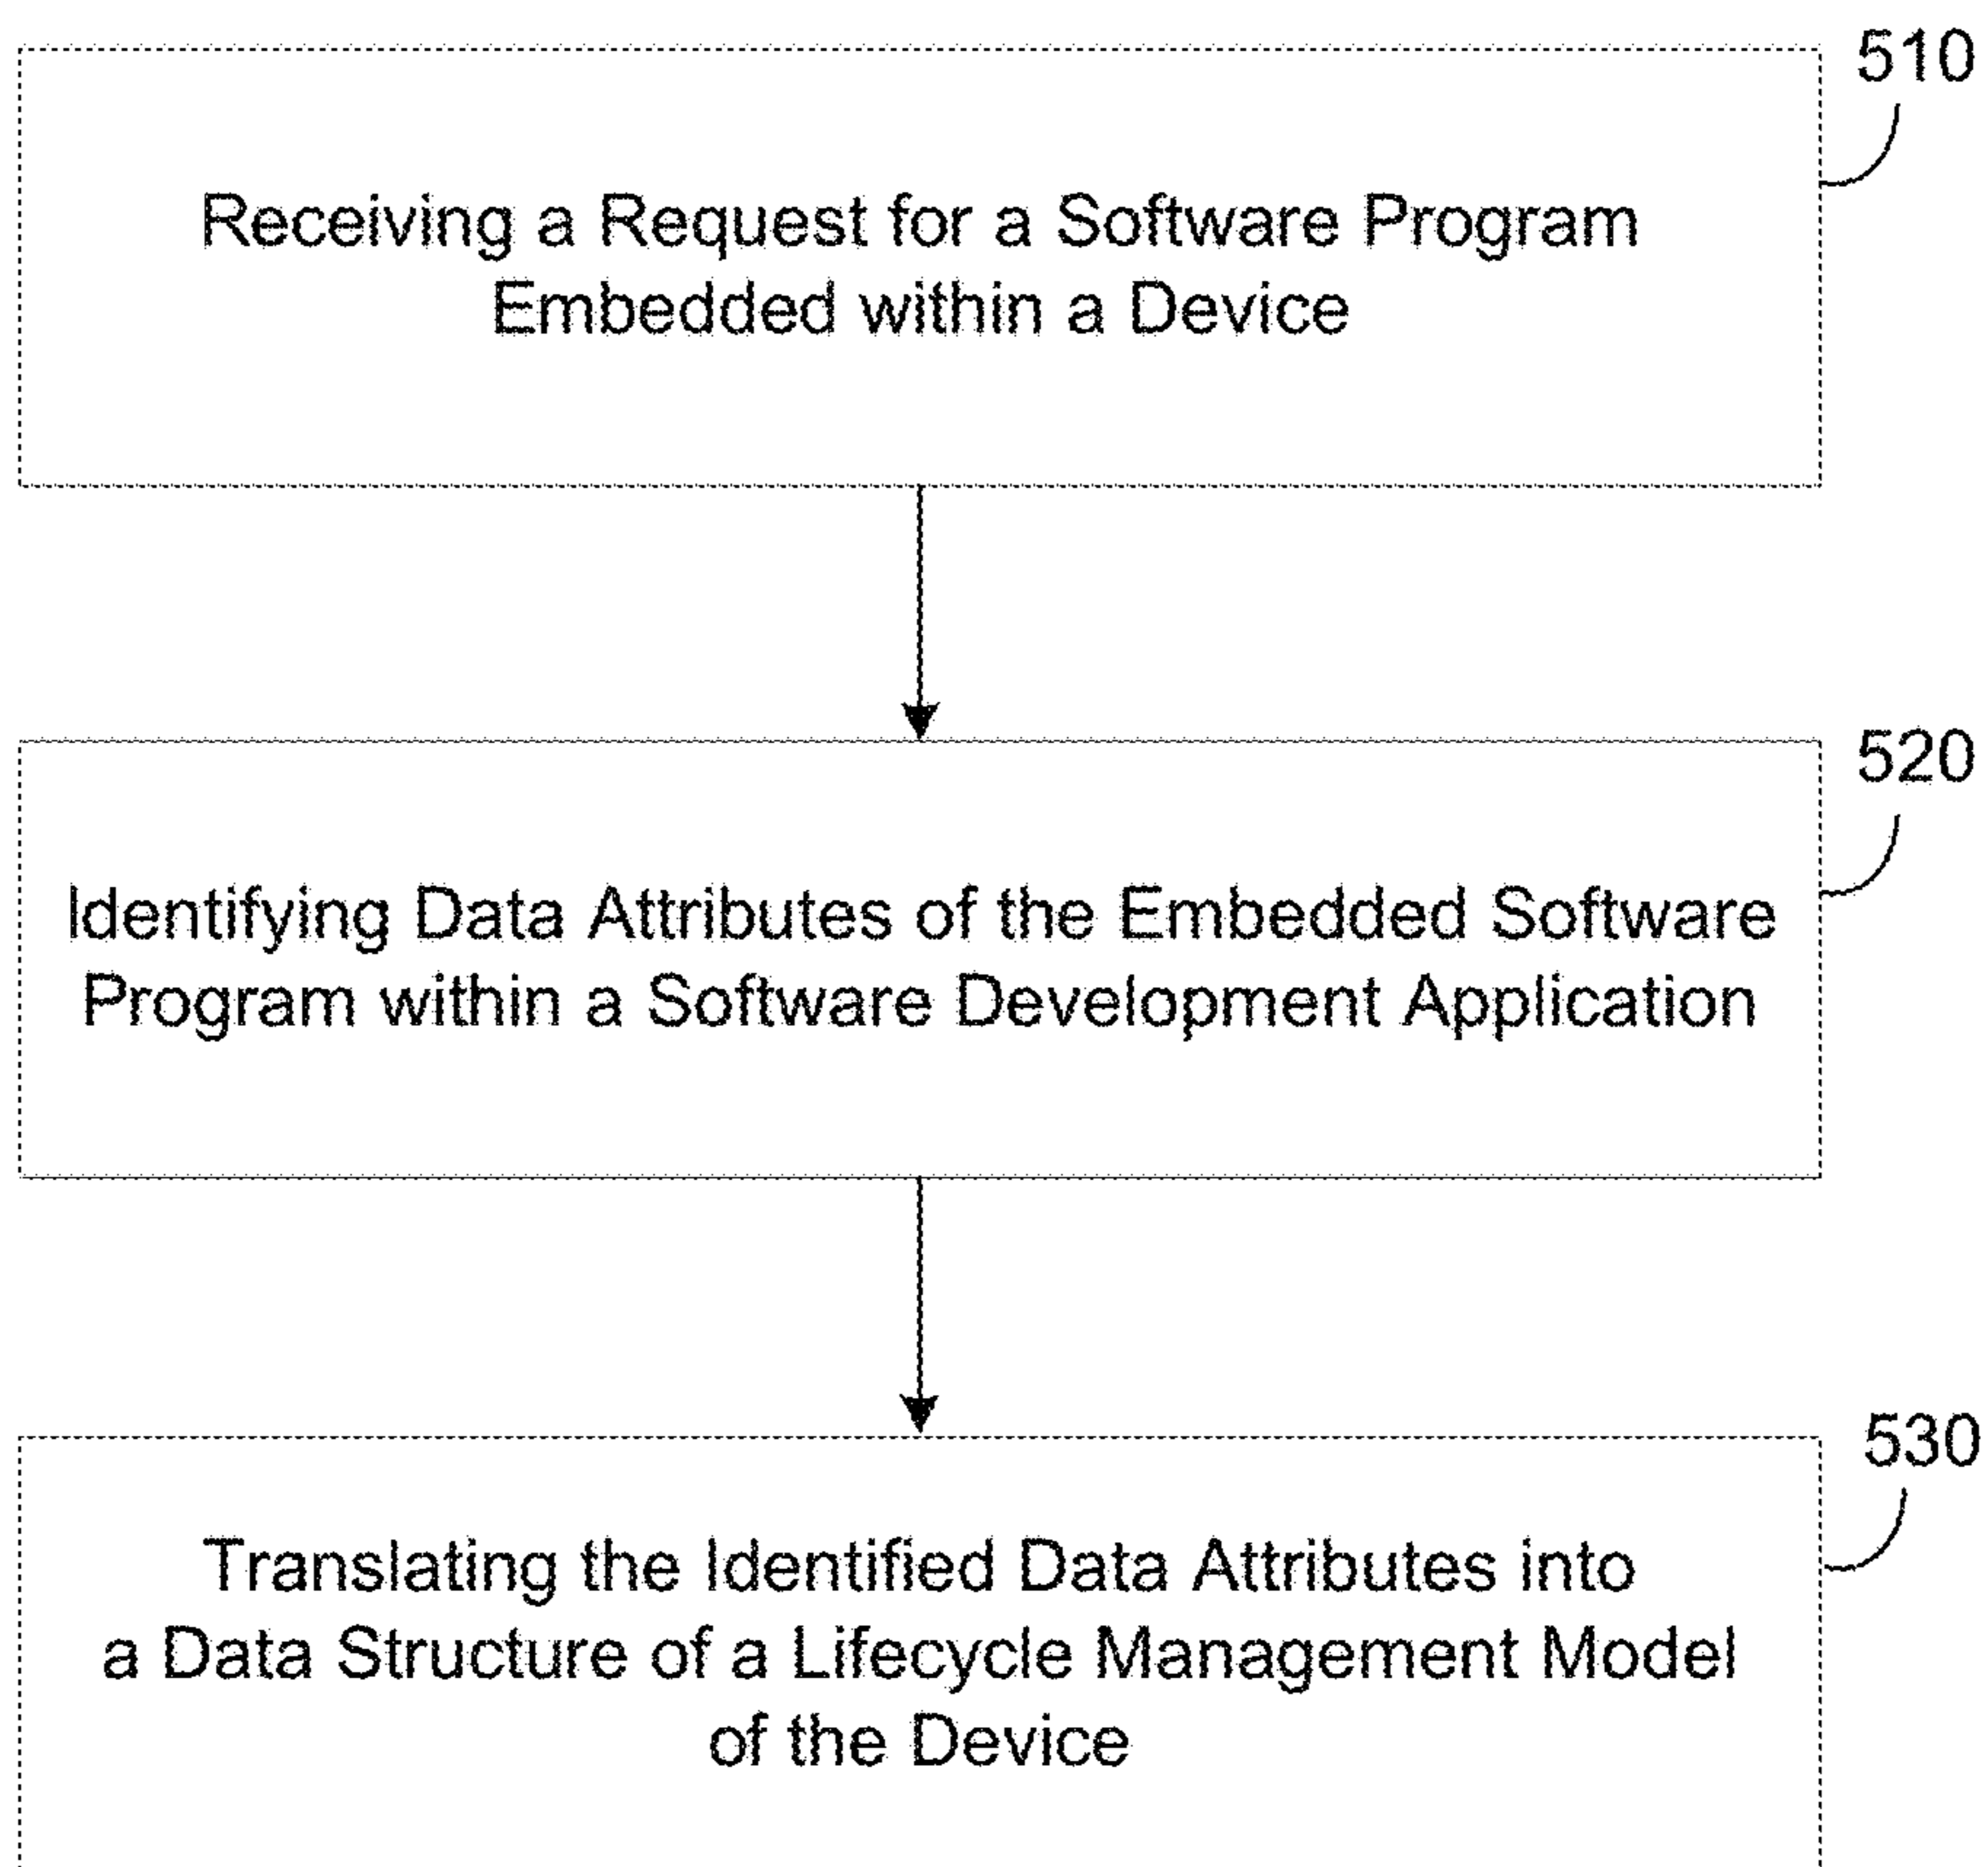 510
Receiving a Request for a Software Program
Embedded within a Device
520
Identifying Data Attributes of the Embedded Software
Program within a Software Development Application
530
Translating the Identified Data Attributes into
a Data Structure of a Lifecycle Management Model
of the Device